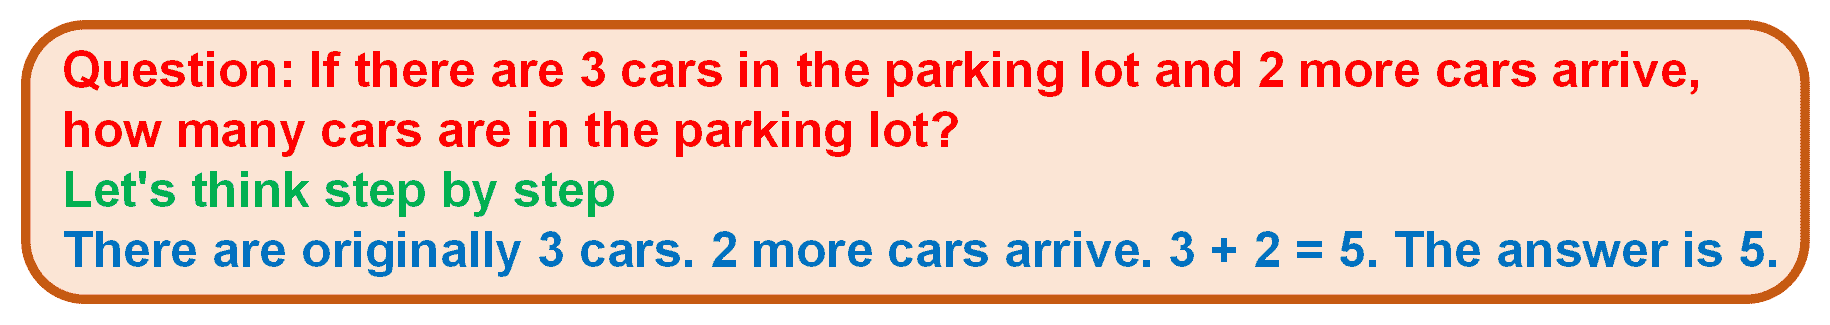 Question: If there are 3 cars in the parking lot and 2 more cars arrive,
how many cars are in the parking lot?
Let's think step by step
There are originally 3 cars. 2 more cars arrive. 3 + 2 = 5. The answer is 5.